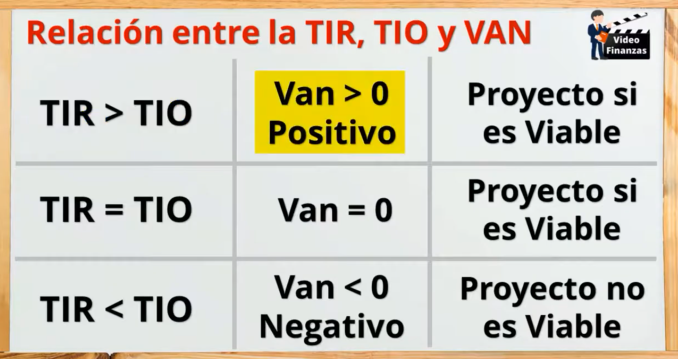 Relación entre la TIR, TIO y VAN
Video
Finanzas
TIR > TIO
Van > 0
Positivo
Proyecto si
es Viable
TIR = TIO
Van = 0
Proyecto si
es Viable
TIR < TIO
Van < 0
Negativo
Proyecto no
es Viable